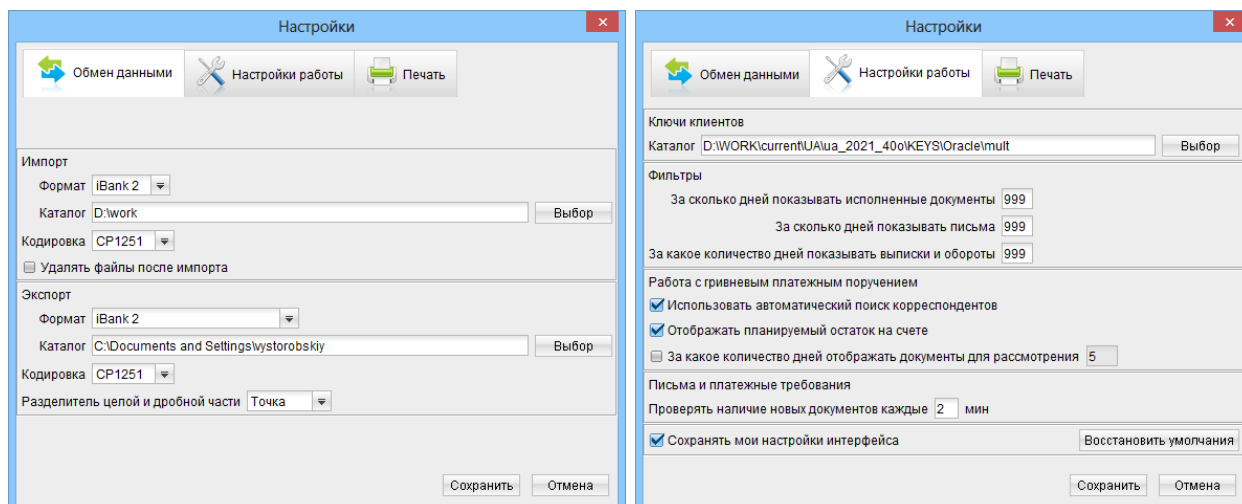 Настройки
Обмен данными
Настройки работы
Печать
Импорт
Формат iBank 2
Каталог D:\work Выбор
Кодировка CP1251
Удалять файлы после импорта
Экспорт
Формат iBank 2
Каталог C:\Documents and Settings\vystorobskiy Выбор
Кодировка CP1251
Разделитель целой и дробной части Точка
Сохранить Отмена
Настройки
Обмен данными
Настройки работы
Печать
Ключи клиентов
Каталог D:\WORK\current\UA\ua_2021_40o\KEYS\Oracle\mult Выбор
Фильтры
За сколько дней показывать исполненные документы 999
За сколько дней показывать письма 999
За какое количество дней показывать выписки и обороты 999
Работа с гривневым платежным поручением
Использовать автоматический поиск корреспондентов
Отображать планируемый остаток на счете
За какое количество дней отображать документы для рассмотрения 5
Письма и платежные требования
Проверять наличие новых документов каждые 2 мин
Сохранять мои настройки интерфейса Восстановить умолчания
Сохранить Отмена